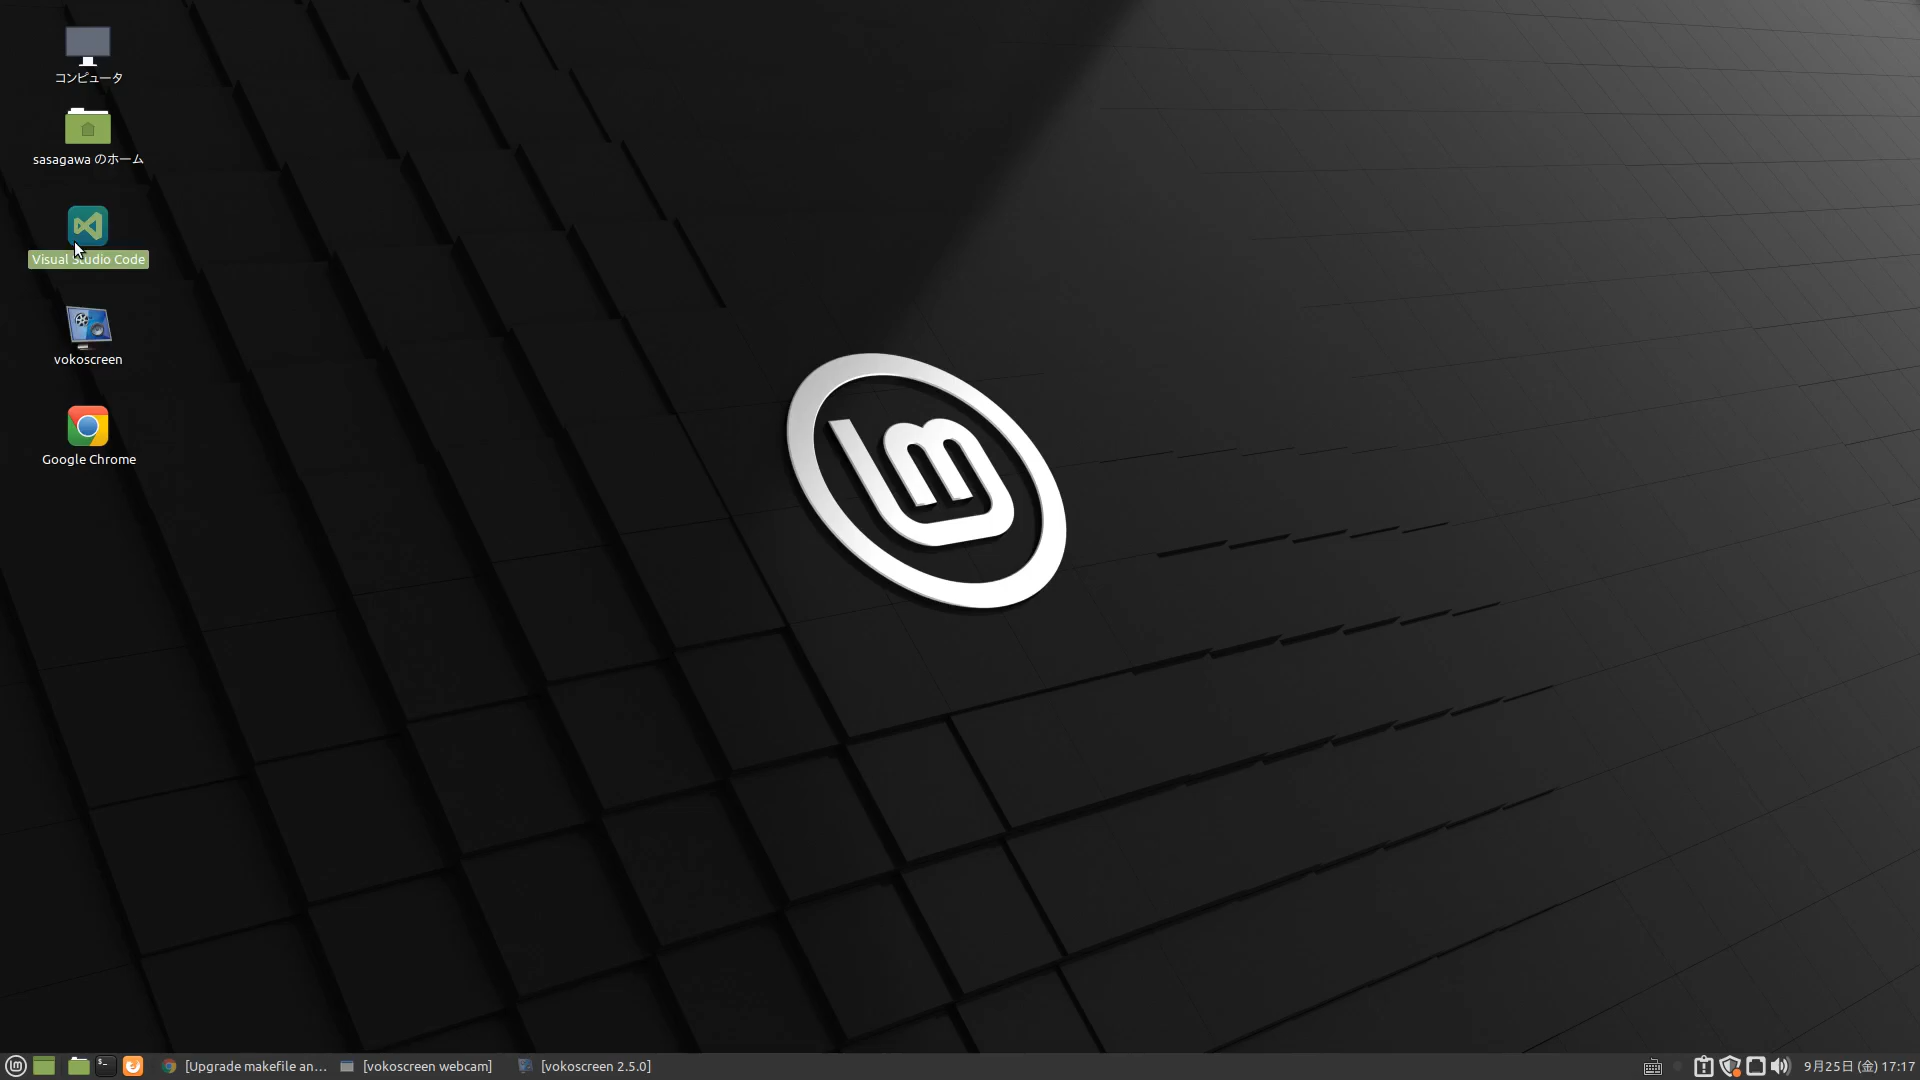 コンピュータ
sasagawa のホーム
Visual Studio Code
vokoscreen
Google Chrome
[Upgrade makefile an... [vokoscreen webcam] [vokoscreen 2.5.0] 9月25日 (金) 17:17